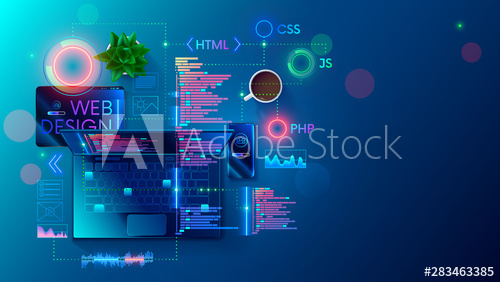 CSS
<HTML>
JS
WEB
DESIGN
PHP
Adobe Stock
#283463385